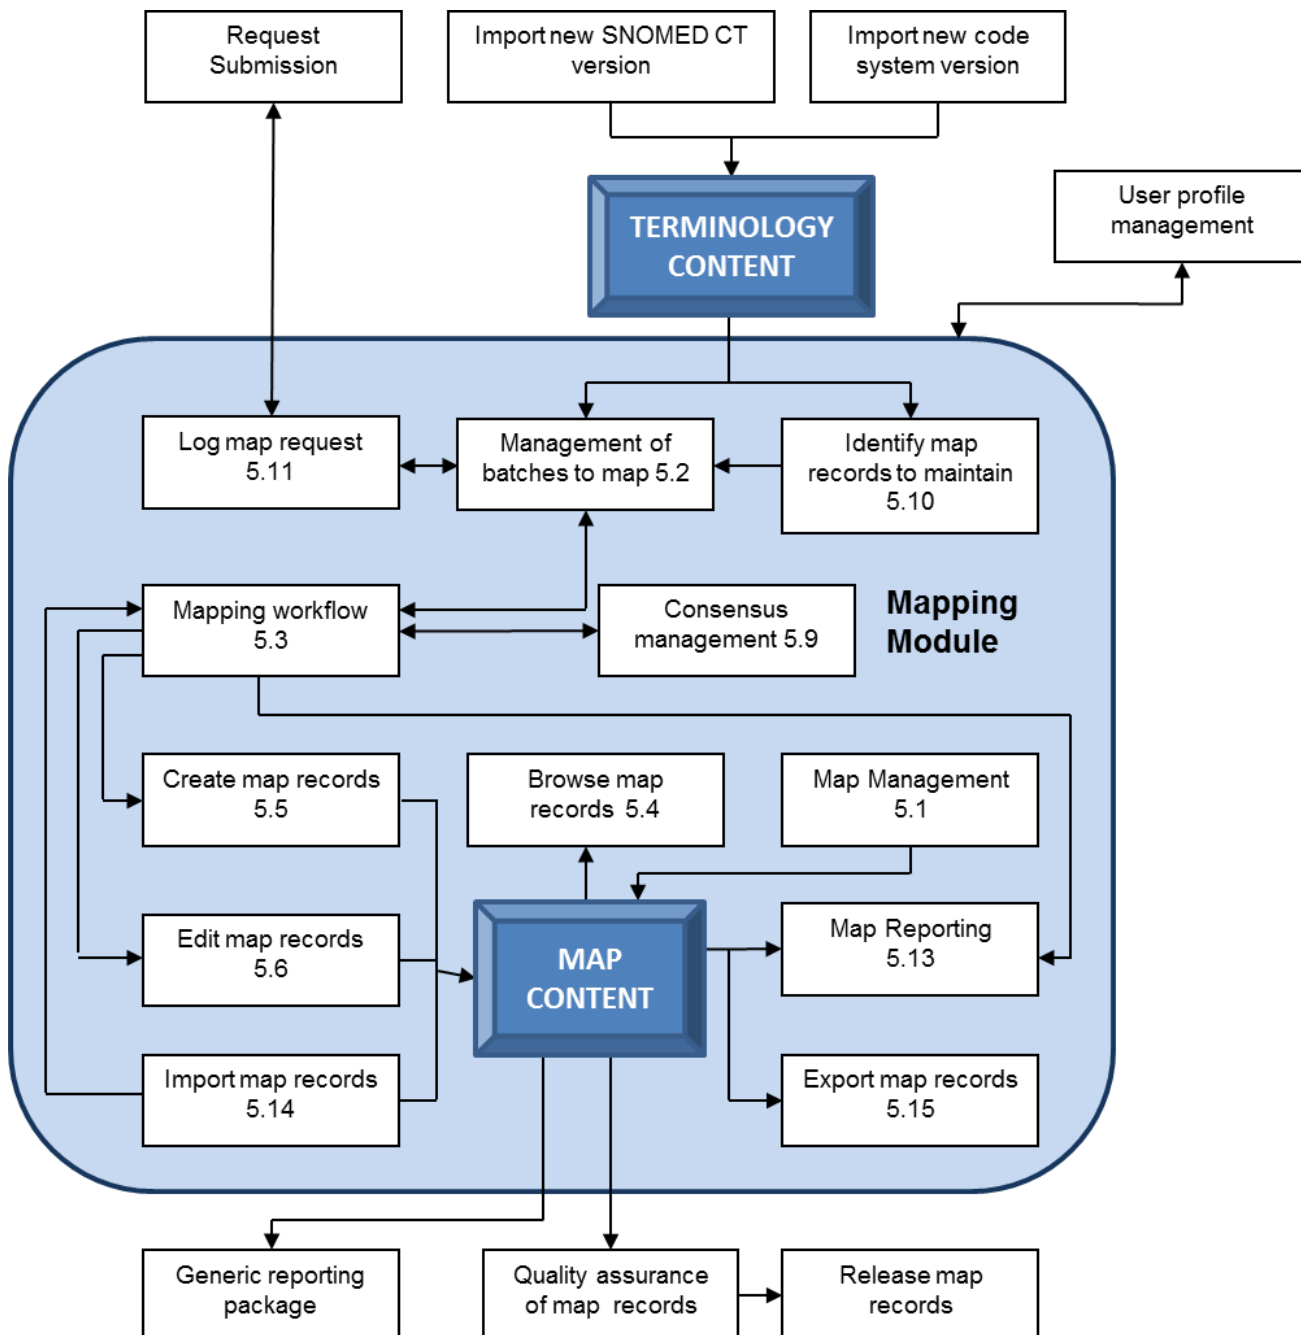 Request
Submission
Import new SNOMED CT
version
Import new code
system version
TERMINOLOGY
CONTENT
User profile
management
Log map request
5.11
Management of
batches to map 5.2
Identify map
records to maintain
5.10
Mapping workflow
5.3
Consensus
management 5.9
Mapping
Module
Create map records
5.5
Browse map
records 5.4
Map Management
5.1
Edit map records
5.6
MAP
CONTENT
Map Reporting
5.13
Import map records
5.14
Export map records
5.15
Generic reporting
package
Quality assurance
of map records
Release map
records